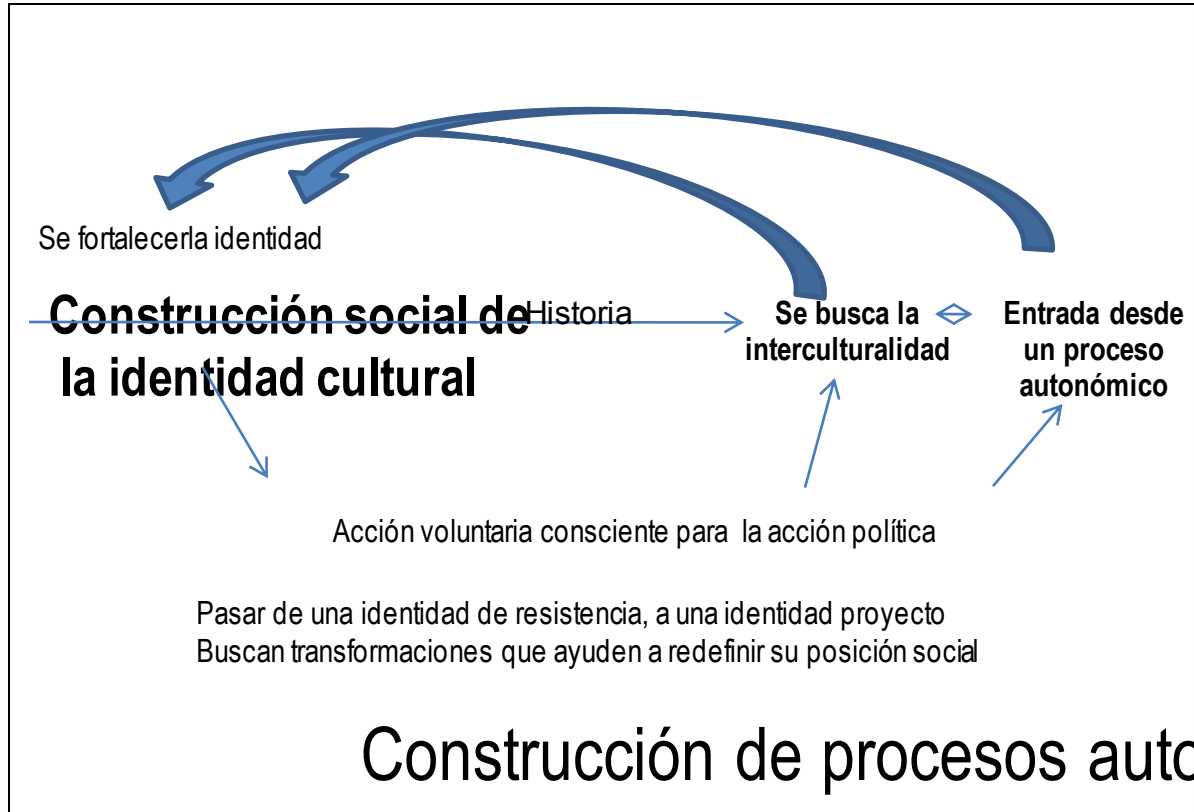 Se fortalecerla identidad
Construcción social de
la identidad cultural
Historia
Se busca la
interculturalidad
Entrada desde
un proceso
autonómico
Acción voluntaria consciente para la acción política
Pasar de una identidad de resistencia, a una identidad proyecto
Buscan transformaciones que ayuden a redefinir su posición social
Construcción de procesos auto